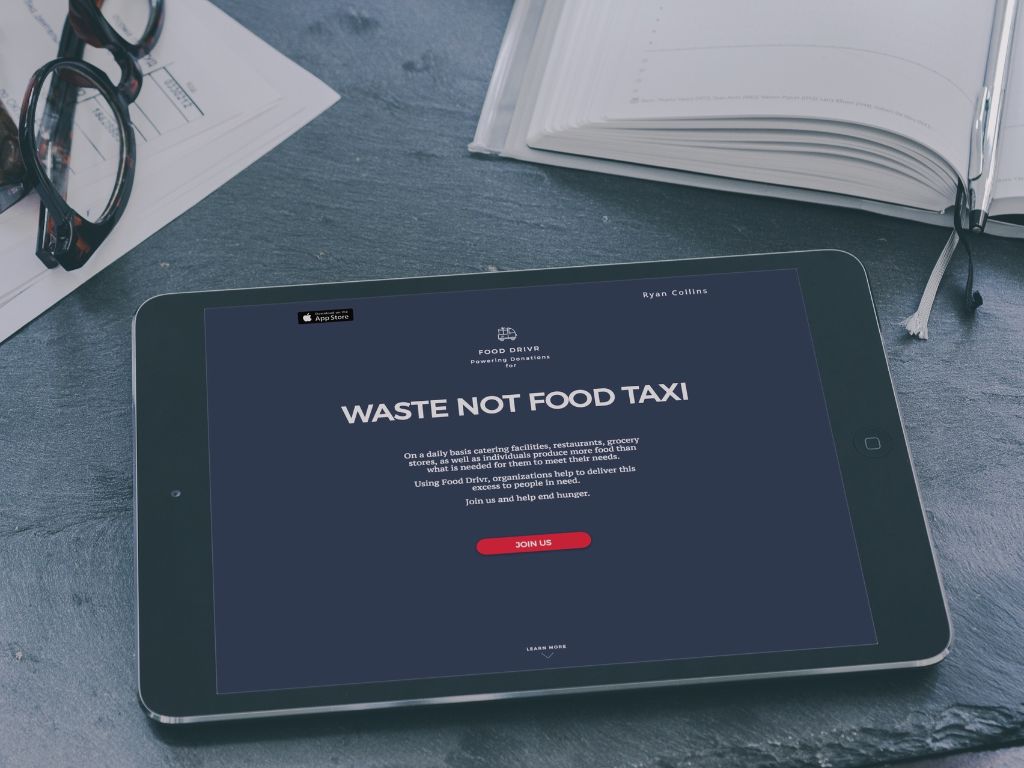 Download on the
App Store
Ryan Collins
FOOD DRIVR
Powering Donations
for
WASTE NOT FOOD TAXI
On a daily basis catering facilities, restaurants, grocery
stores, as well as individuals produce more food than
what is needed for them to meet their needs.
Using Food Drivr, organizations help to deliver this
excess to people in need.
Join us and help end hunger.
JOIN US
LEARN MORE